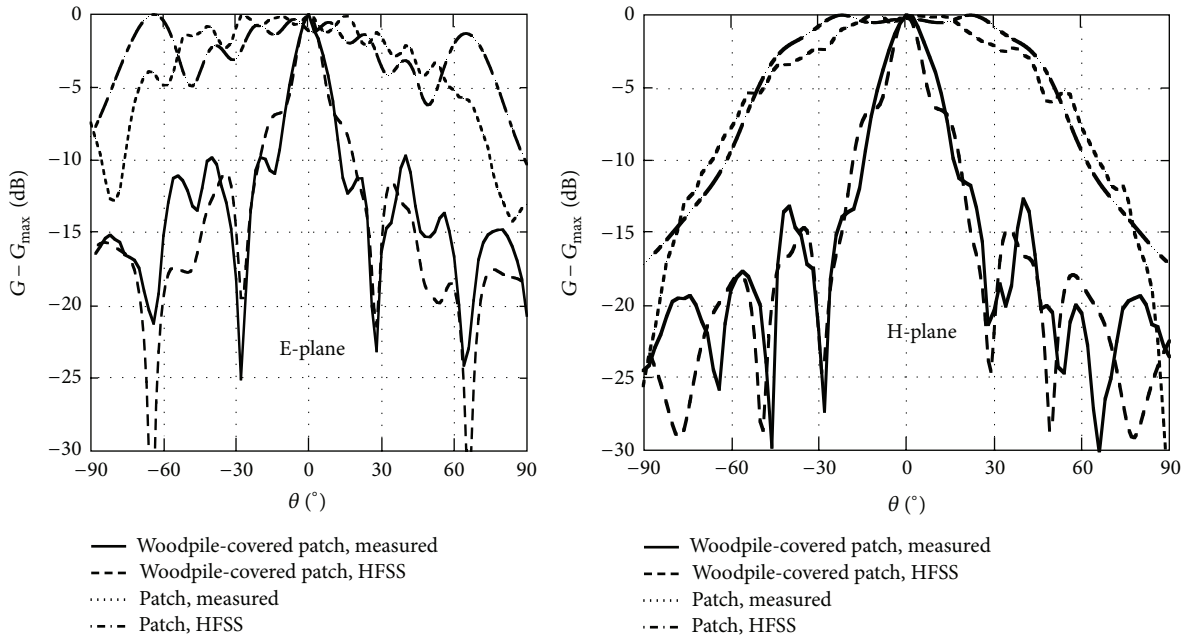 0
−5
−10
−15
−20
−25
−30
G − Gmax (dB)
E-plane
−90 −60 −30 0 30 60 90
θ (°)
Woodpile-covered patch, measured
Woodpile-covered patch, HFSS
Patch, measured
Patch, HFSS
0
−5
−10
−15
−20
−25
−30
G − Gmax (dB)
H-plane
−90 −60 −30 0 30 60 90
θ (°)
Woodpile-covered patch, measured
Woodpile-covered patch, HFSS
Patch, measured
Patch, HFSS